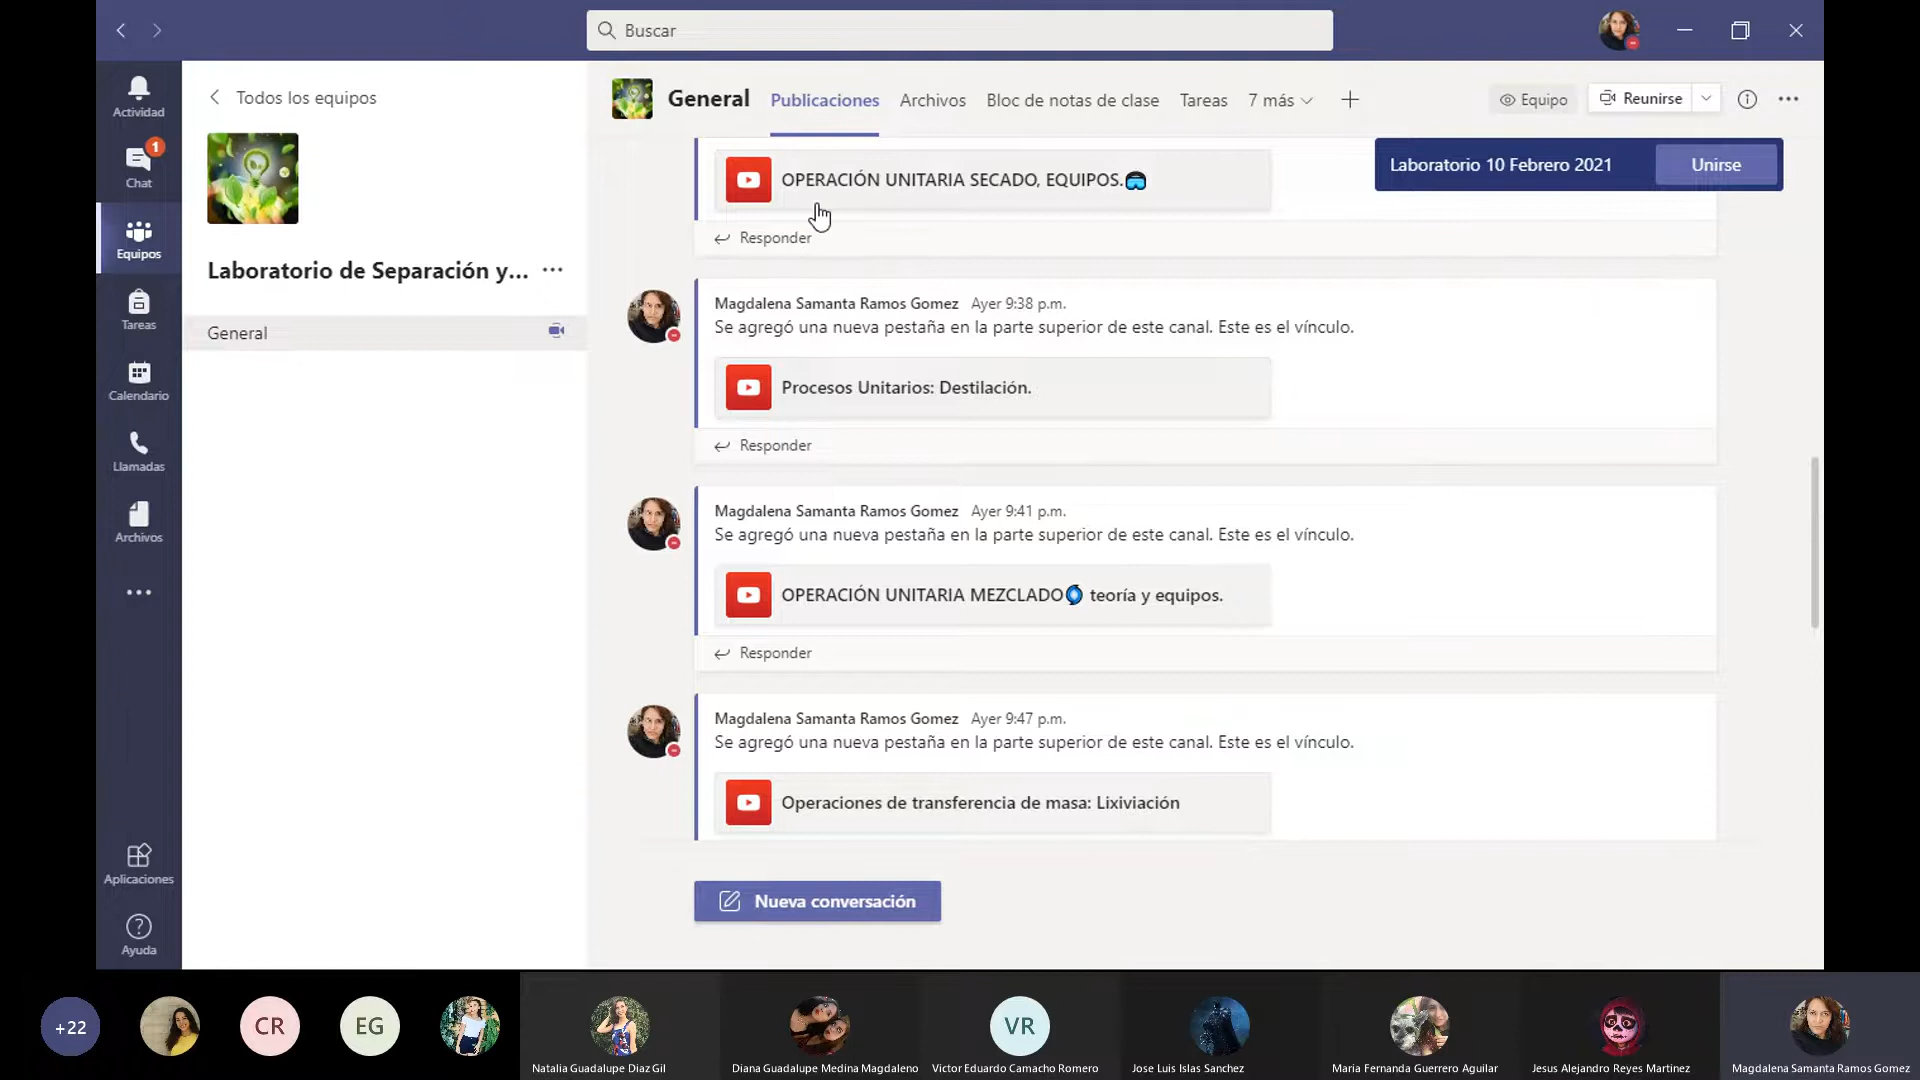 Buscar
Actividad
1
Chat
Equipos
Tareas
Calendario
Llamadas
Archivos
Aplicaciones
Ayuda
Todos los equipos
Laboratorio de Separación y...
General
General
Publicaciones
Archivos
Bloc de notas de clase
Tareas
7 más
Equipo
Reunirse
Laboratorio 10 Febrero 2021
Unirse
OPERACIÓN UNITARIA SECADO, EQUIPOS.🥽
Responder
Magdalena Samanta Ramos Gomez Ayer 9:38 p.m.
Se agregó una nueva pestaña en la parte superior de este canal. Este es el vínculo.
Procesos Unitarios: Destilación.
Responder
Magdalena Samanta Ramos Gomez Ayer 9:41 p.m.
Se agregó una nueva pestaña en la parte superior de este canal. Este es el vínculo.
OPERACIÓN UNITARIA MEZCLADO🌀 teoría y equipos.
Responder
Magdalena Samanta Ramos Gomez Ayer 9:47 p.m.
Se agregó una nueva pestaña en la parte superior de este canal. Este es el vínculo.
Operaciones de transferencia de masa: Lixiviación
Nueva conversación
+22
CR
EG
VR
Natalia Guadalupe Diaz Gil
Diana Guadalupe Medina Magdaleno
Victor Eduardo Camacho Romero
Jose Luis Islas Sanchez
Maria Fernanda Guerrero Aguilar
Jesus Alejandro Reyes Martinez
Magdalena Samanta Ramos Gomez